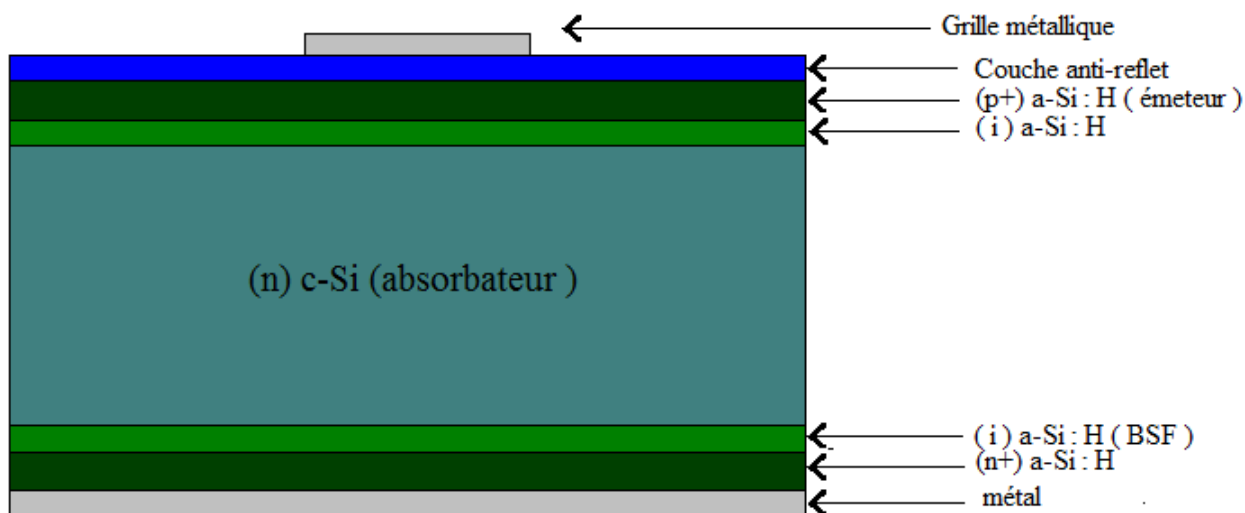 Grille métallique
Couche anti-reflet
(p+) a-Si : H ( émeteur )
( i ) a-Si : H
(n) c-Si (absorbateur )
( i ) a-Si : H ( BSF )
(n+) a-Si : H
métal